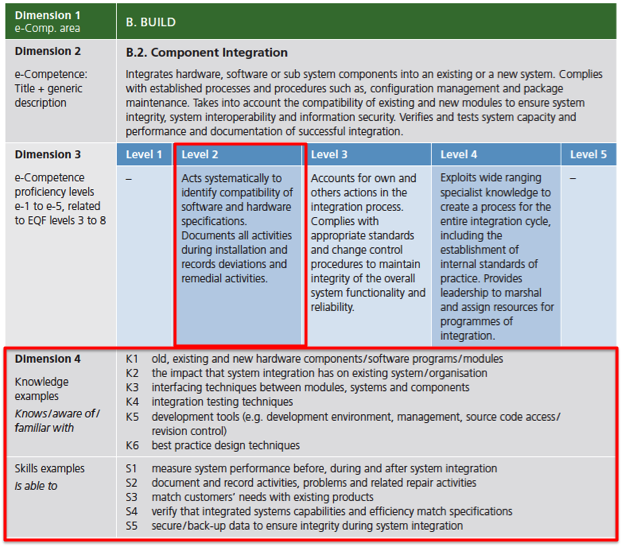 Dimension 1
e-Comp. area
B. BUILD
Dimension 2
e-Competence:
Title + generic
description
B.2. Component Integration
Integrates hardware, software or sub system components into an existing or a new system. Complies
with established processes and procedures such as, configuration management and package
maintenance. Takes into account the compatibility of existing and new modules to ensure system
integrity, system interoperability and information security. Verifies and tests system capacity and
performance and documentation of successful integration.
Dimension 3
e-Competence
proficiency levels
e-1 to e-5, related
to EQF levels 3 to 8
Level 1
–
Level 2
Acts systematically to
identify compatibility of
software and hardware
specifications.
Documents all activities
during installation and
records deviations and
remedial activities.
Level 3
Accounts for own and
others actions in the
integration process.
Complies with
appropriate standards
and change control
procedures to maintain
integrity of the overall
system functionality and
reliability.
Level 4
Exploits wide ranging
specialist knowledge to
create a process for the
entire integration cycle,
including the
establishment of
internal standards of
practice. Provides
leadership to marshal
and assign resources for
programmes of
integration.
Level 5
–
Dimension 4
Knowledge
examples
Knows/aware of/
familiar with
K1 old, existing and new hardware components/software programs/modules
K2 the impact that system integration has on existing system/organisation
K3 interfacing techniques between modules, systems and components
K4 integration testing techniques
K5 development tools (e.g. development environment, management, source code access/
revision control)
K6 best practice design techniques
Skills examples
Is able to
S1 measure system performance before, during and after system integration
S2 document and record activities, problems and related repair activities
S3 match customers' needs with existing products
S4 verify that integrated systems capabilities and efficiency match specifications
S5 secure/back-up data to ensure integrity during system integration